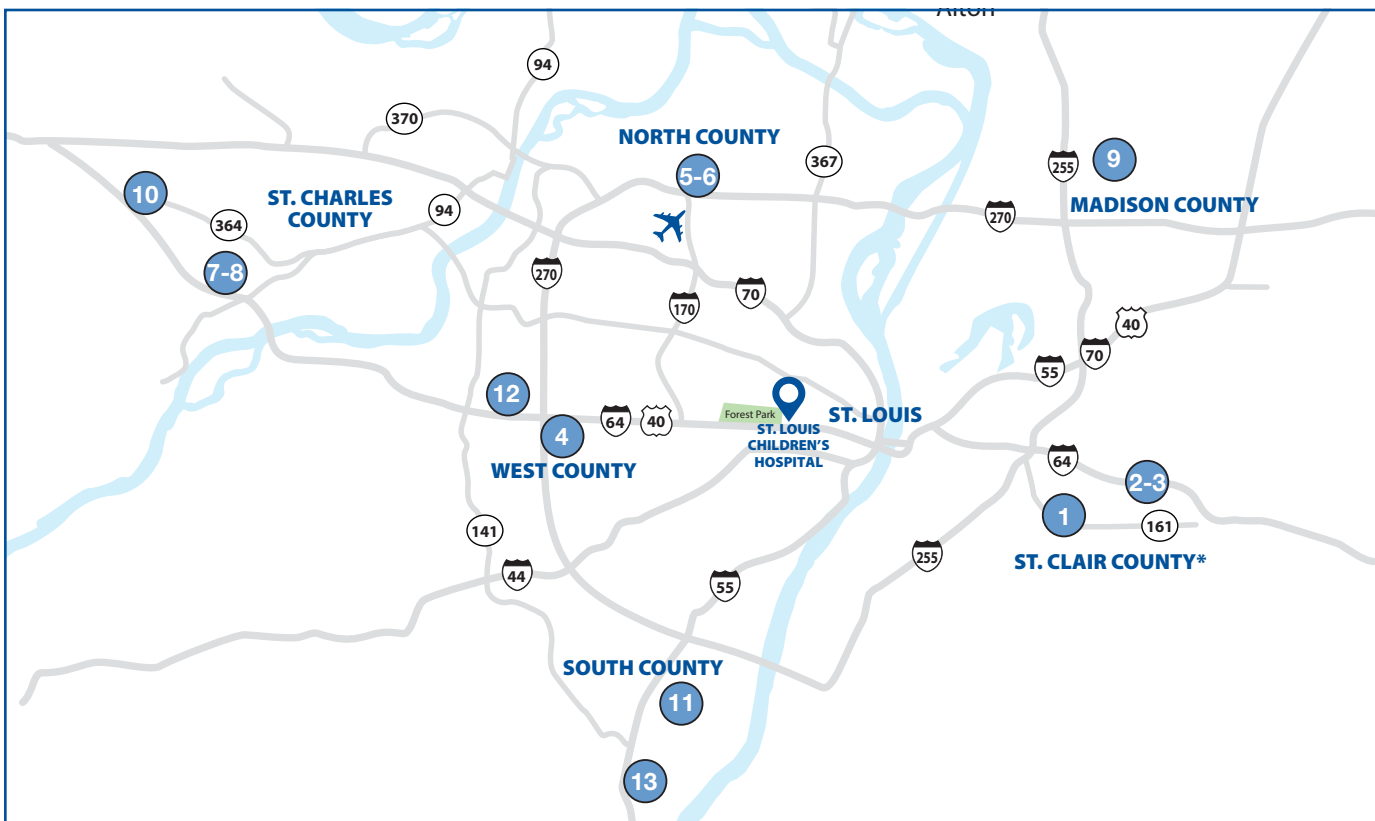 Alton
94
370
NORTH COUNTY
367
5-6
255
9
10
ST. CHARLES
COUNTY
94
364
MADISON COUNTY
270
7-8
270
170
70
40
70
55
12
Forest Park
ST. LOUIS
ST. LOUIS
CHILDREN'S
HOSPITAL
64
40
4
WEST COUNTY
64
2-3
1
161
141
255
ST. CLAIR COUNTY*
44
55
SOUTH COUNTY
11
13